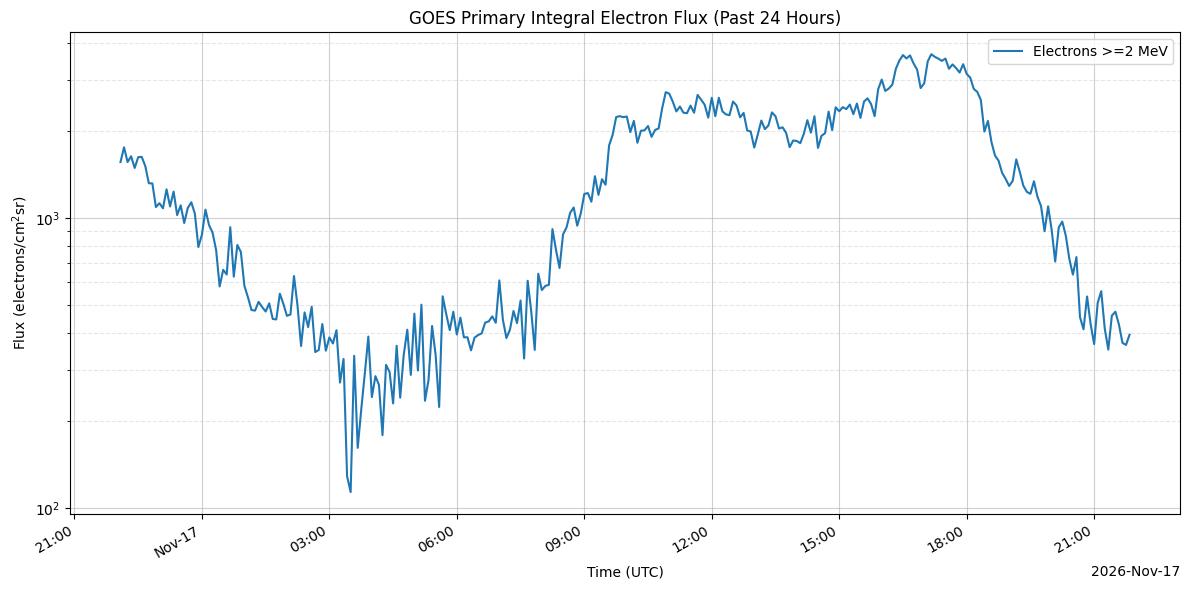 GOES Primary Integral Electron Flux (Past 24 Hours)
Electrons >=2 MeV
Flux (electrons/cm²sr)
10³
10²
21:00
Nov-17
03:00
06:00
09:00
12:00
15:00
18:00
21:00
Time (UTC)
2026-Nov-17